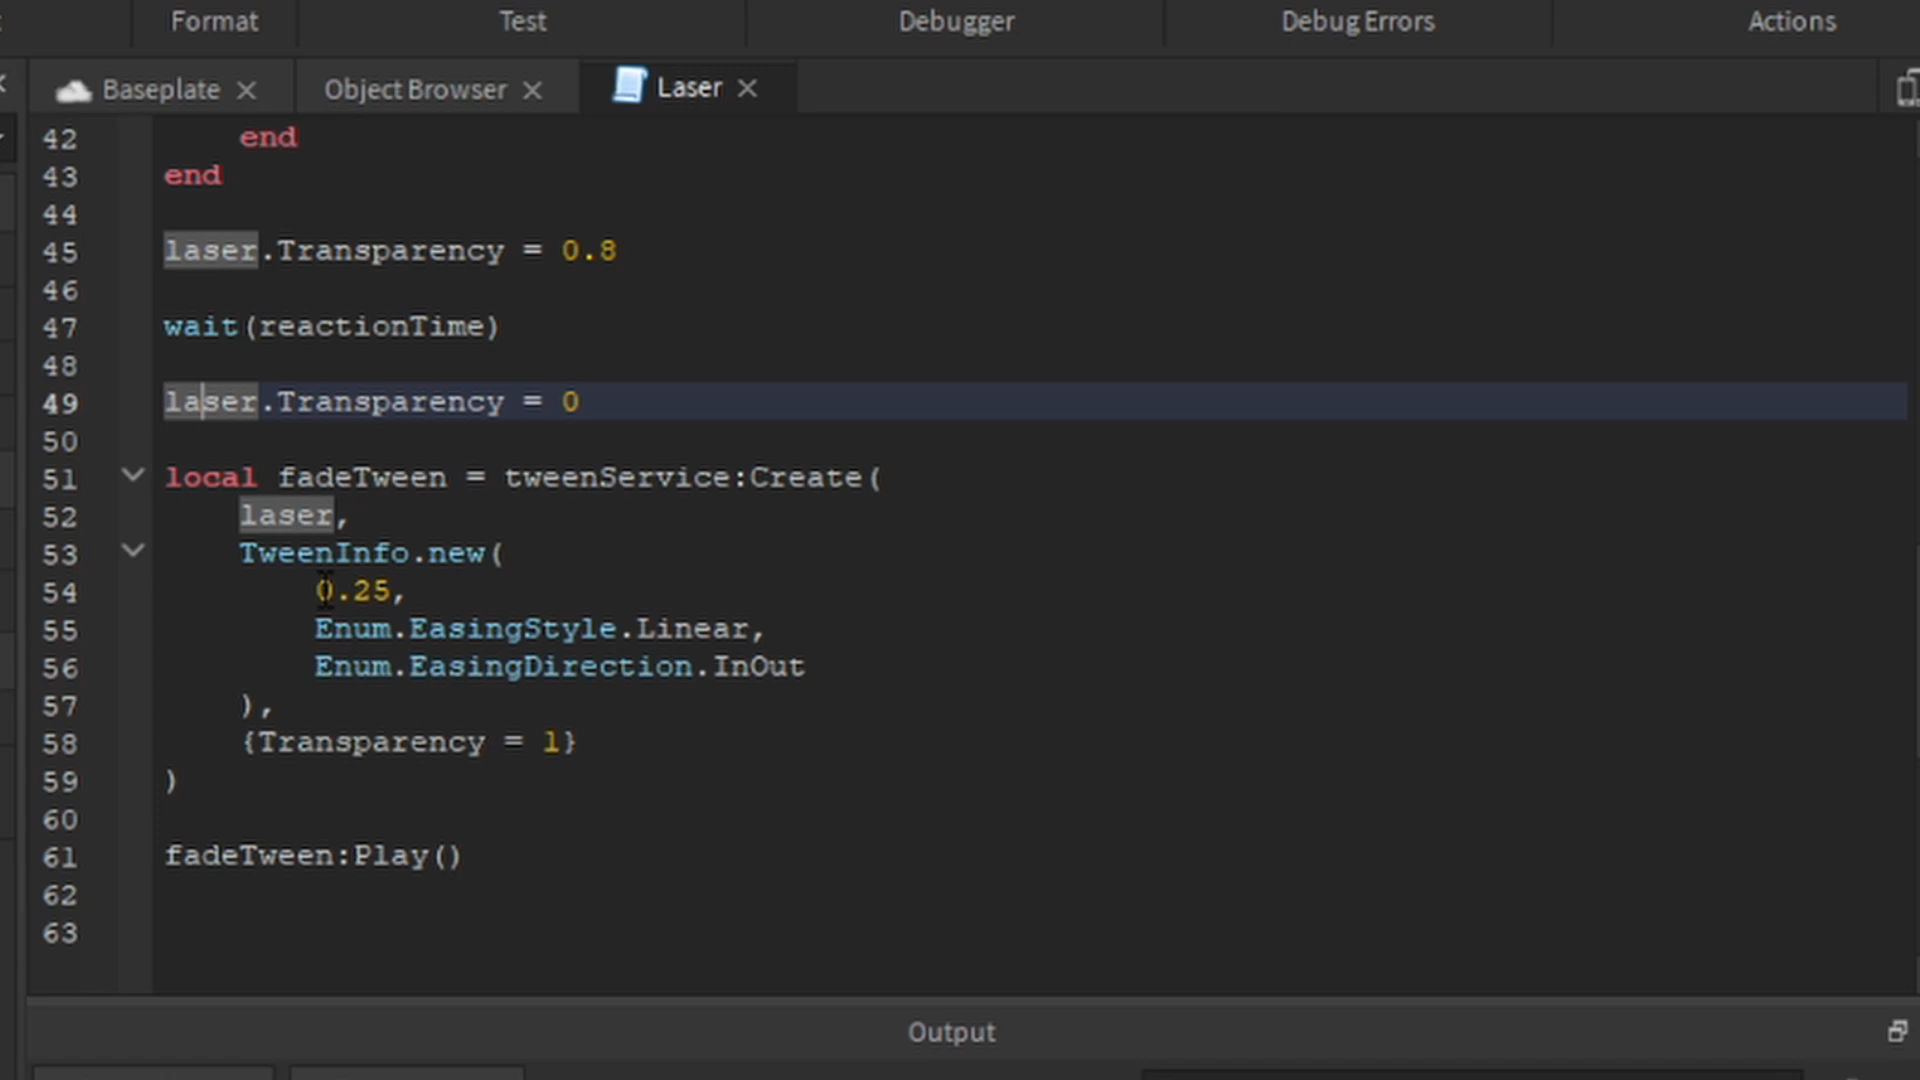 Format Test Debugger Debug Errors Actions
Baseplate Object Browser Laser
42 end
43 end
44
45 laser.Transparency = 0.8
46
47 wait(reactionTime)
48
49 laser.Transparency = 0
50
51 local fadeTween = tweenService:Create(
52 laser,
53 TweenInfo.new(
54 0.25,
55 Enum.EasingStyle.Linear,
56 Enum.EasingDirection.InOut
57 ),
58 {Transparency = 1}
59 )
60
61 fadeTween:Play()
62
63
Output